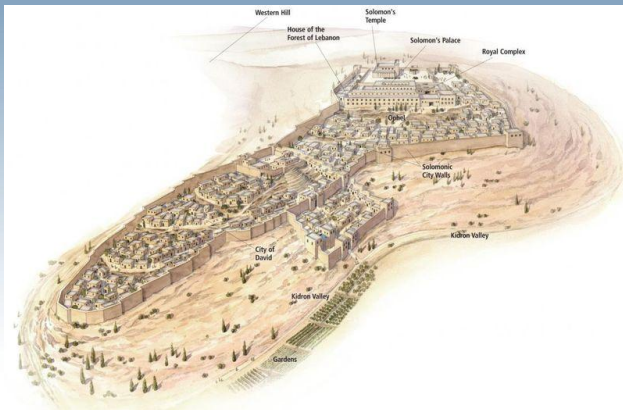 Western Hill
Solomon's
Temple
House of the
Forest of Lebanon
Solomon's Palace
Royal Complex
Ophel
Solomonic
City Walls
Kidron Valley
City of
David
Kidron Valley
Gardens